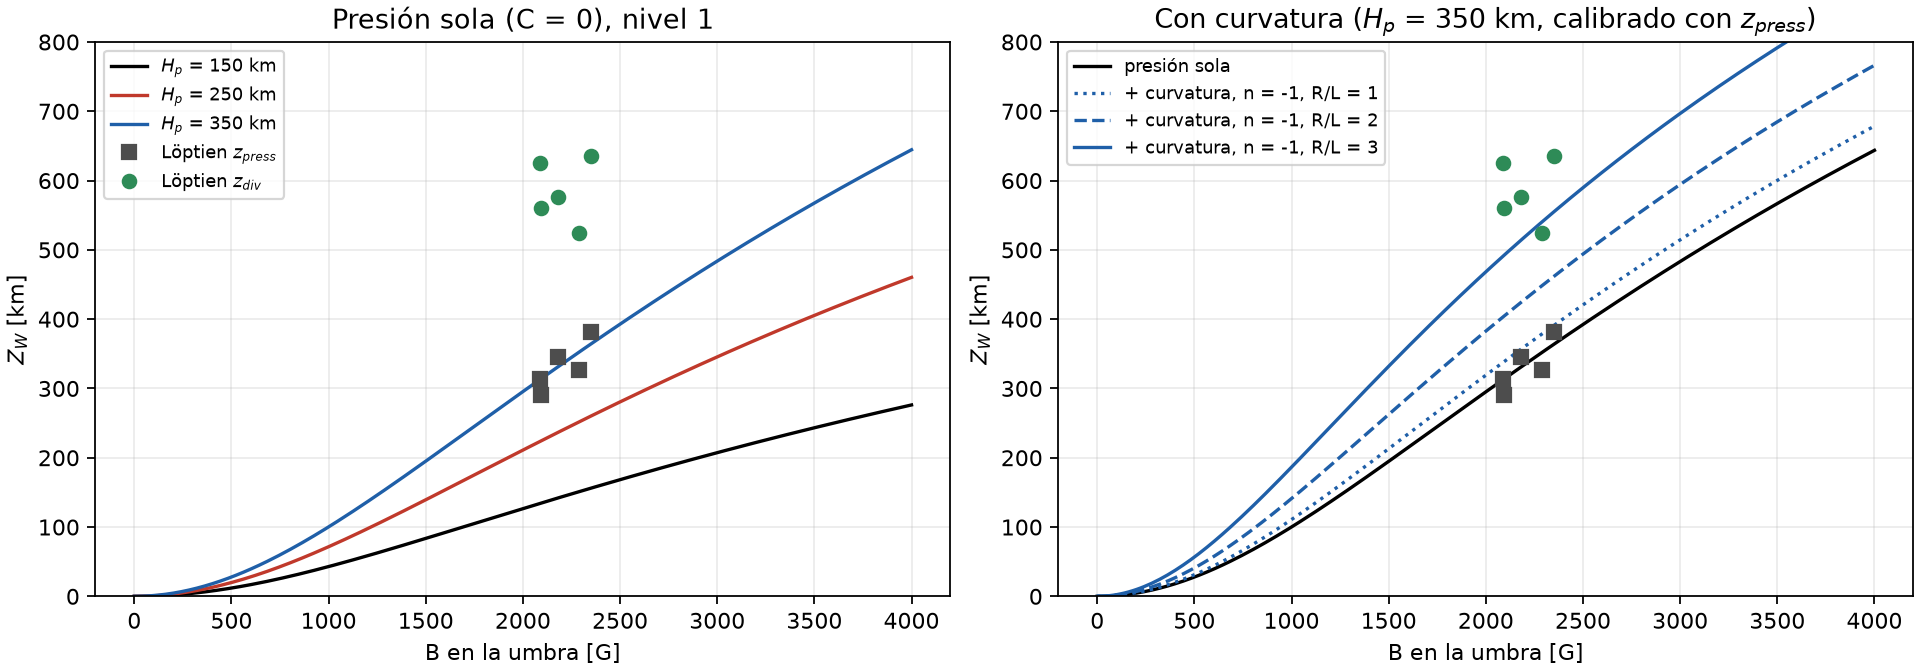 Presión sola (C = 0), nivel 1
800
700
600
500
400
300
200
100
0
Z_W [km]
H_p = 150 km
H_p = 250 km
H_p = 350 km
Löptien z_press
Löptien z_div
0 500 1000 1500 2000 2500 3000 3500 4000
B en la umbra [G]
Con curvatura (H_p = 350 km, calibrado con z_press)
800
700
600
500
400
300
200
100
0
Z_W [km]
presión sola
+ curvatura, n = -1, R/L = 1
+ curvatura, n = -1, R/L = 2
+ curvatura, n = -1, R/L = 3
0 500 1000 1500 2000 2500 3000 3500 4000
B en la umbra [G]